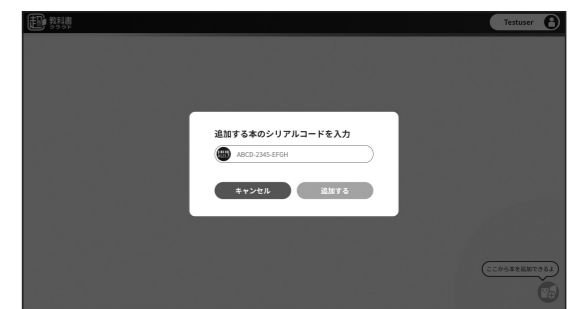 超 教科書
クラウド
Testuser
追加する本のシリアルコードを入力
ABCD-2345-EFGH
キャンセル
追加する
ここから本を追加できるよ